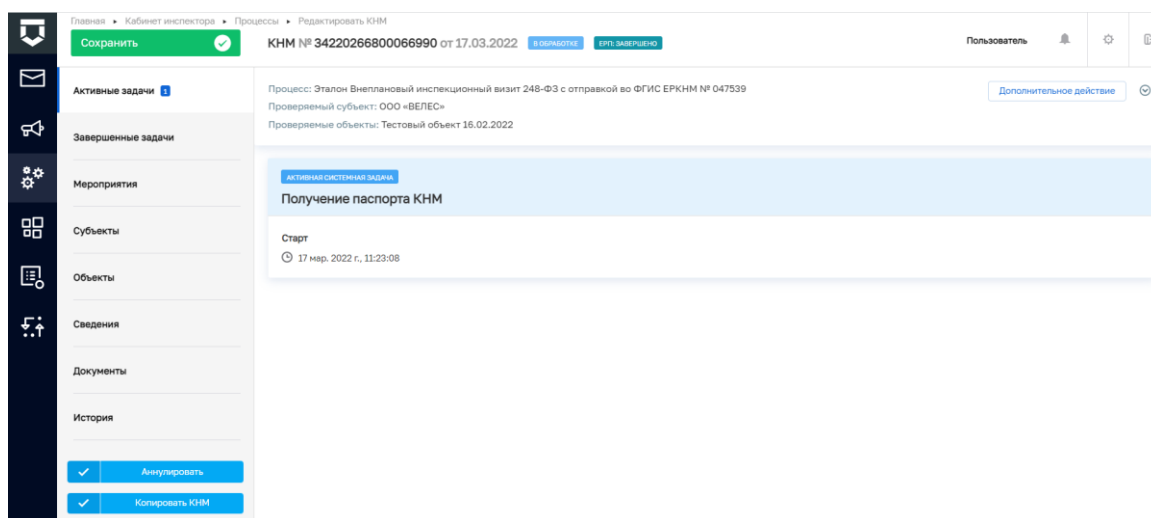 Главная ▸ Кабинет инспектора ▸ Процессы ▸ Редактировать КНМ
Сохранить
КНМ № 34220266800066990 от 17.03.2022 В ОБРАБОТКЕ ЕРП: ЗАВЕРШЕНО
Пользователь
Активные задачи 1
Завершенные задачи
Мероприятия
Субъекты
Объекты
Сведения
Документы
История
Аннулировать
Копировать КНМ
Процесс: Эталон Внеплановый инспекционный визит 248-ФЗ с отправкой во ФГИС ЕРКНМ № 047539
Проверяемый субъект: ООО «ВЕЛЕС»
Проверяемые объекты: Тестовый объект 16.02.2022
Дополнительное действие
АКТИВНАЯ СИСТЕМНАЯ ЗАДАЧА
Получение паспорта КНМ
Старт
17 мар. 2022 г., 11:23:08